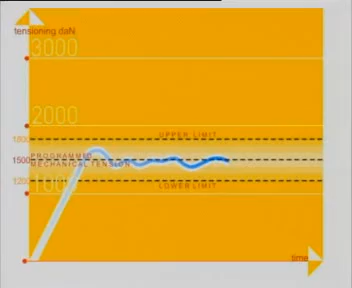 tensioning daN
3000
2000
1800
UPPER LIMIT
PROGRAMMED
1500
MECHANICAL TENSION
1200
LOWER LIMIT
1000
time